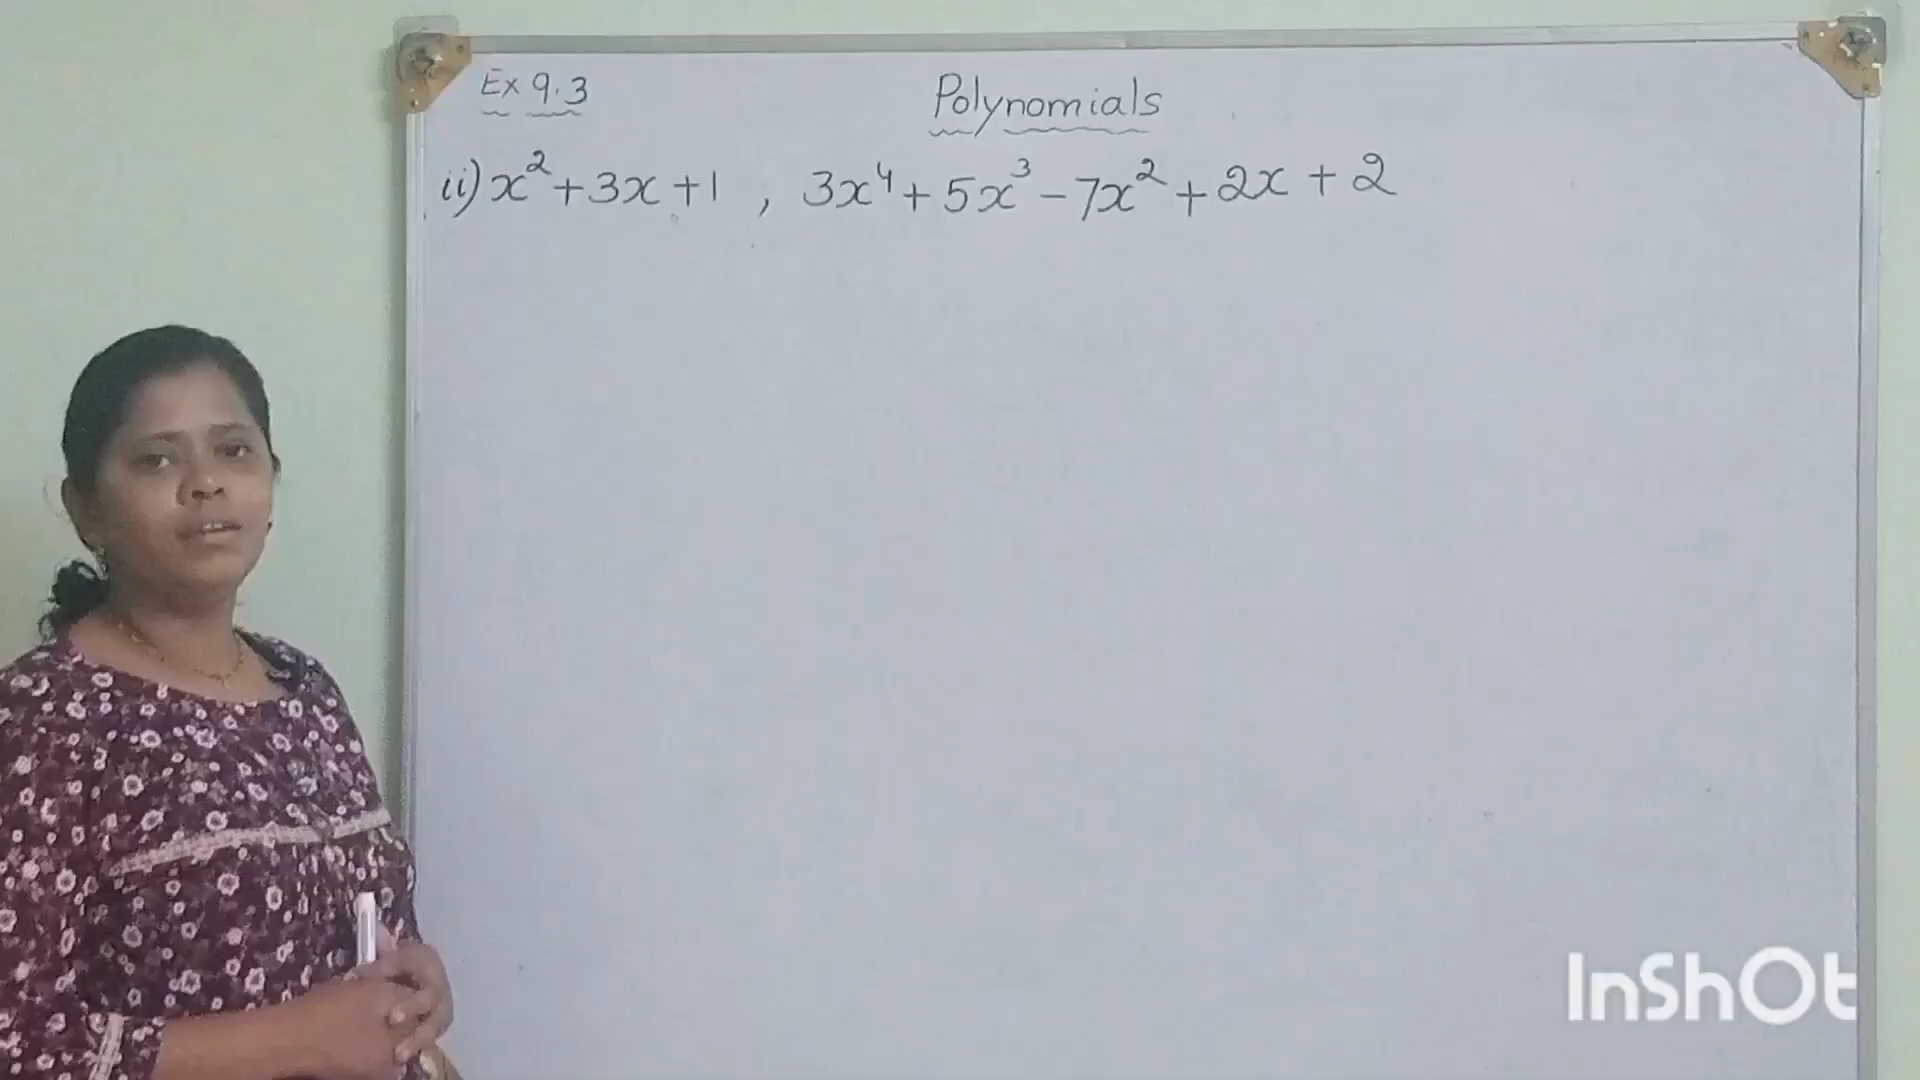 Ex 9.3
Polynomials
ii) x² + 3x + 1 , 3x⁴ + 5x³ - 7x² + 2x + 2
InShOt